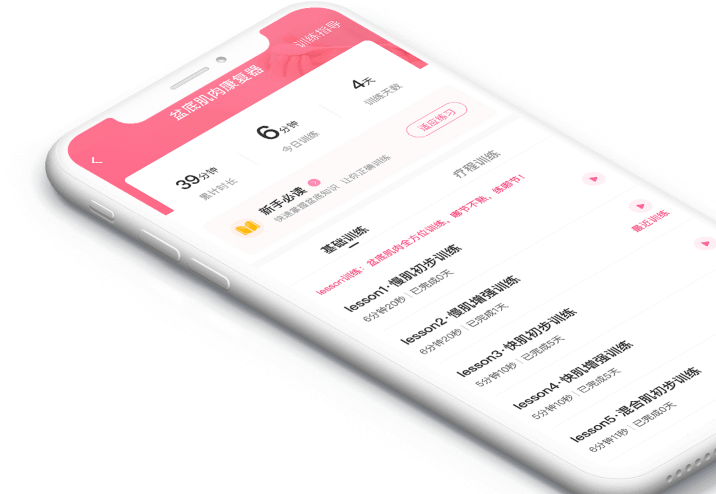 盆底肌肉康复器
训练指导
39分钟
累计时长
6分钟
今日训练
4天
训练天数
新手必读
快速掌握盆底知识 让你正确训练
适应练习
基础训练
疗程训练
lesson训练：盆底肌肉全方位训练，哪节不熟，练哪节！
lesson1·慢肌初步训练
6分钟20秒 | 已完成0天
最近训练
lesson2·慢肌增强训练
6分钟20秒 | 已完成1天
lesson3·快肌初步训练
5分钟10秒 | 已完成5天
lesson4·快肌增强训练
5分钟10秒 | 已完成5天
lesson5·混合肌初步训练
6分钟11秒 | 已完成0天